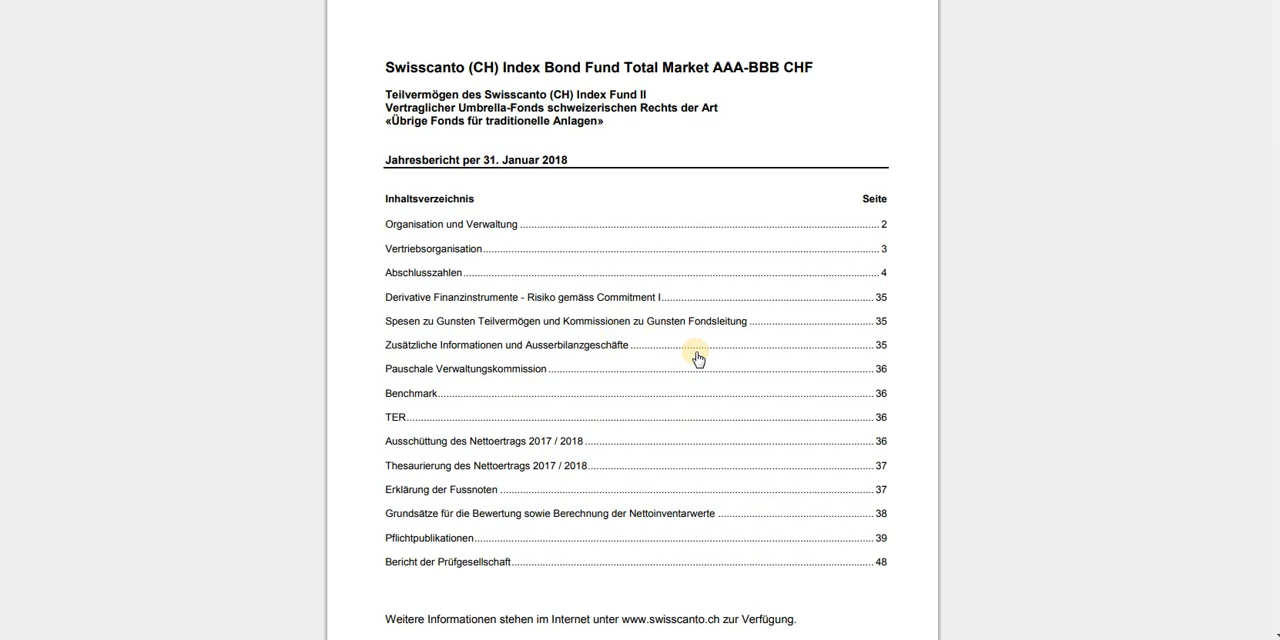 Swisscanto (CH) Index Bond Fund Total Market AAA-BBB CHF
Teilvermögen des Swisscanto (CH) Index Fund II
Vertraglicher Umbrella-Fonds schweizerischen Rechts der Art
«Übrige Fonds für traditionelle Anlagen»
Jahresbericht per 31. Januar 2018
Inhaltsverzeichnis Seite
Organisation und Verwaltung ........ 2
Vertriebsorganisation ........ 3
Abschlusszahlen ........ 4
Derivative Finanzinstrumente - Risiko gemäss Commitment I ........ 35
Spesen zu Gunsten Teilvermögen und Kommissionen zu Gunsten Fondsleitung ........ 35
Zusätzliche Informationen und Ausserbilanzgeschäfte ........ 35
Pauschale Verwaltungskommission ........ 36
Benchmark ........ 36
TER ........ 36
Ausschüttung des Nettoertrags 2017 / 2018 ........ 36
Thesaurierung des Nettoertrags 2017 / 2018 ........ 37
Erklärung der Fussnoten ........ 37
Grundsätze für die Bewertung sowie Berechnung der Nettoinventarwerte ........ 38
Pflichtpublikationen ........ 39
Bericht der Prüfgesellschaft ........ 48
Weitere Informationen stehen im Internet unter www.swisscanto.ch zur Verfügung.